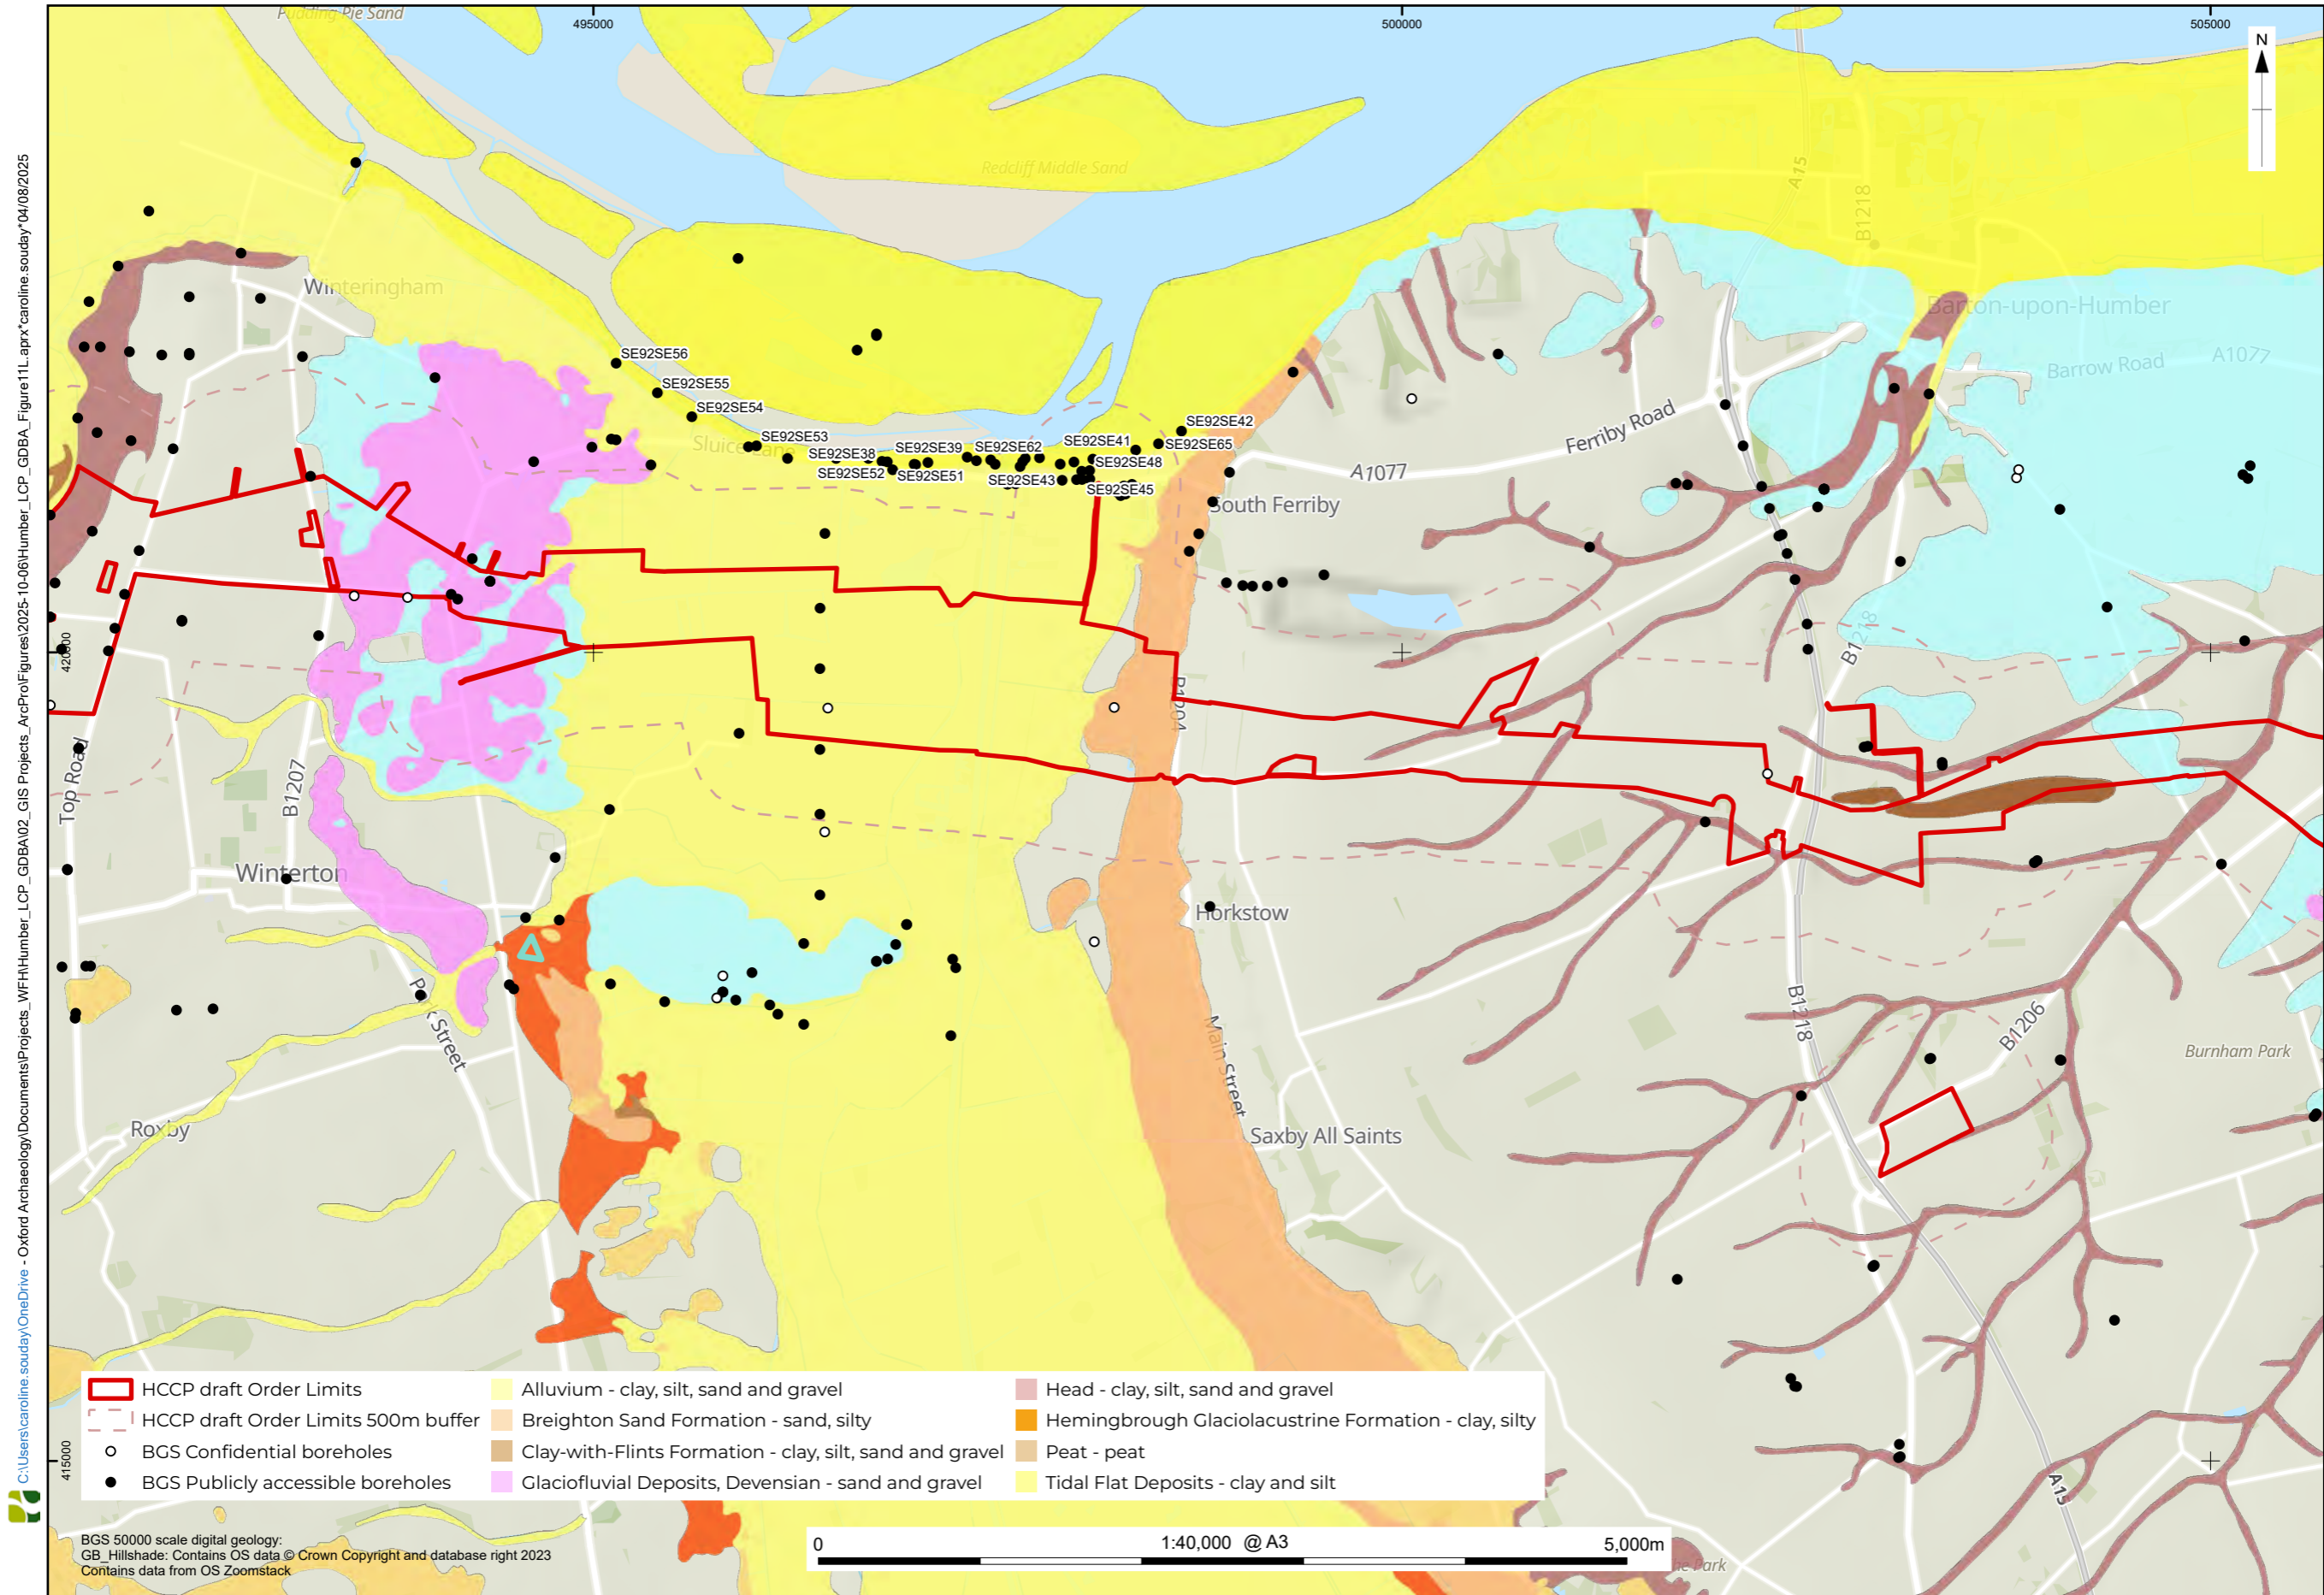 Pudding Pie Sand
495000
500000
505000
N
Redcliff Middle Sand
A15
B1218
Winteringham
Barton-upon-Humber
Barrow Road
A1077
SE92SE56
SE92SE55
SE92SE54
Sluice Lane
SE92SE53
SE92SE38
SE92SE39
SE92SE62
SE92SE41
SE92SE42
SE92SE65
SE92SE48
SE92SE52
SE92SE51
SE92SE43
SE92SE45
Ferriby Road
A1077
South Ferriby
420000
B1218
B1204
Top Road
B1207
Winterton
Horkstow
Park Street
Main Street
B1218
B1206
Burnham Park
Roxby
Saxby All Saints
A15
415000
HCCP draft Order Limits
HCCP draft Order Limits 500m buffer
BGS Confidential boreholes
BGS Publicly accessible boreholes
Alluvium - clay, silt, sand and gravel
Breighton Sand Formation - sand, silty
Clay-with-Flints Formation - clay, silt, sand and gravel
Glaciofluvial Deposits, Devensian - sand and gravel
Head - clay, silt, sand and gravel
Hemingbrough Glaciolacustrine Formation - clay, silty
Peat - peat
Tidal Flat Deposits - clay and silt
BGS 50000 scale digital geology:
GB_Hillshade: Contains OS data © Crown Copyright and database right 2023
Contains data from OS Zoomstack
0 1:40,000 @ A3 5,000m
Park
C:\Users\caroline.souday\OneDrive - Oxford Archaeology\Documents\Projects_WFH\Humber_LCP_GDBA\02_GIS Projects_ArcPro\Figures\2025-10-06\Humber_LCP_GDBA_Figure11L.aprx*caroline.souday*04/08/2025